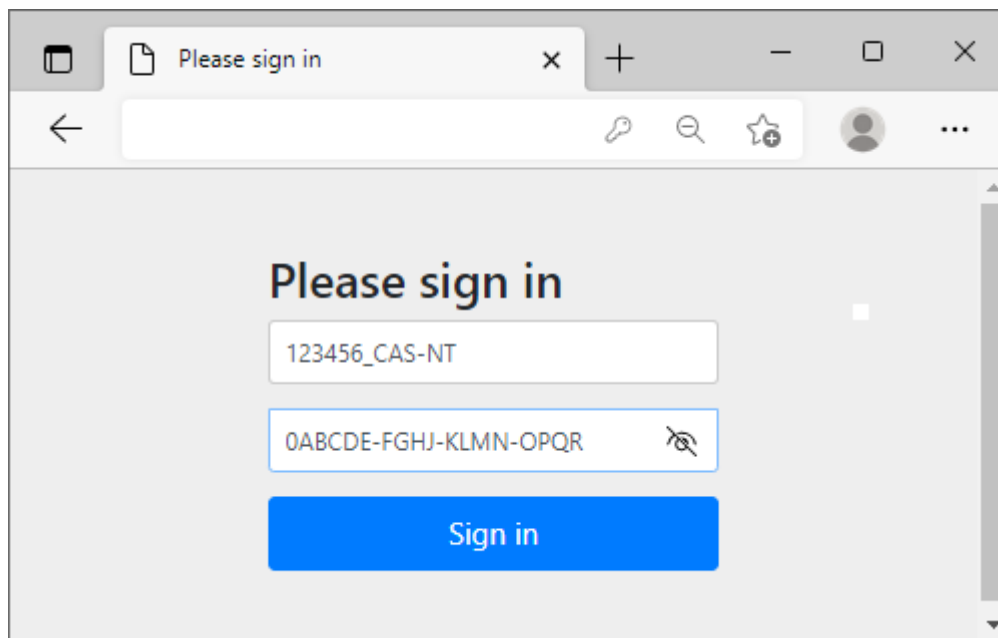 Please sign in
Please sign in
123456_CAS-NT
0ABCDE-FGHJ-KLMN-OPQR
Sign in